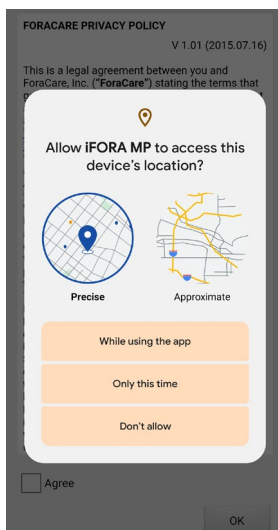 FORACARE PRIVACY POLICY
V 1.01 (2015.07.16)
This is a legal agreement between you and
ForaCare, Inc. ("ForaCare") stating the terms that
Allow iFORA MP to access this
device's location?
Precise
Approximate
While using the app
Only this time
Don't allow
Agree
OK